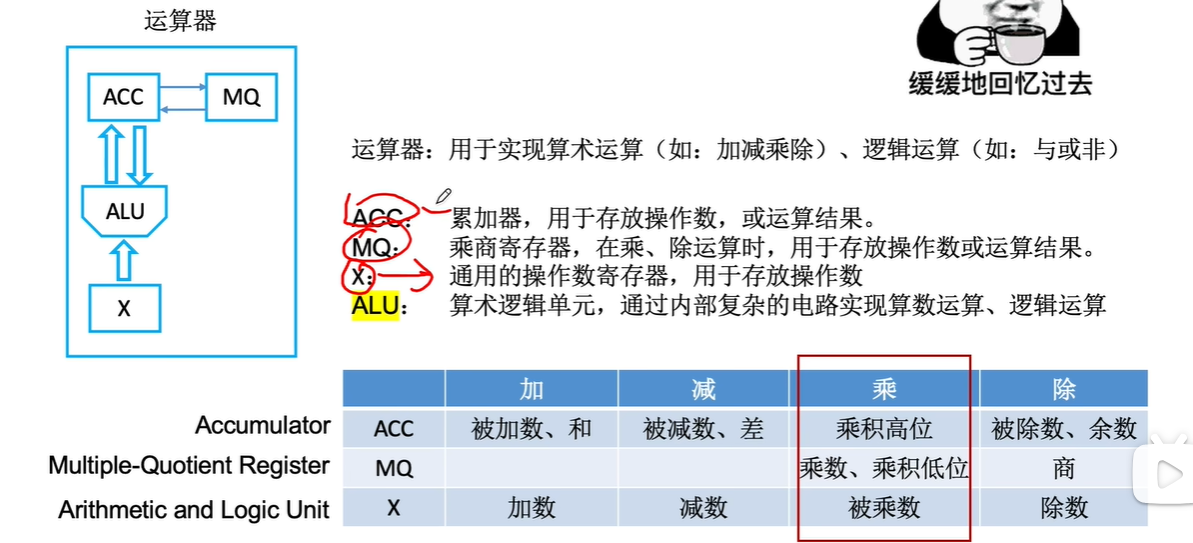 运算器
ACC
MQ
ALU
X
缓缓地回忆过去
运算器：用于实现算术运算（如：加减乘除）、逻辑运算（如：与或非）
ACC： 累加器，用于存放操作数，或运算结果。
MQ： 乘商寄存器，在乘、除运算时，用于存放操作数或运算结果。
X： 通用的操作数寄存器，用于存放操作数
ALU： 算术逻辑单元，通过内部复杂的电路实现算数运算、逻辑运算
加 减 乘 除
Accumulator ACC 被加数、和 被减数、差 乘积高位 被除数、余数
Multiple-Quotient Register MQ 乘数、乘积低位 商
Arithmetic and Logic Unit X 加数 减数 被乘数 除数